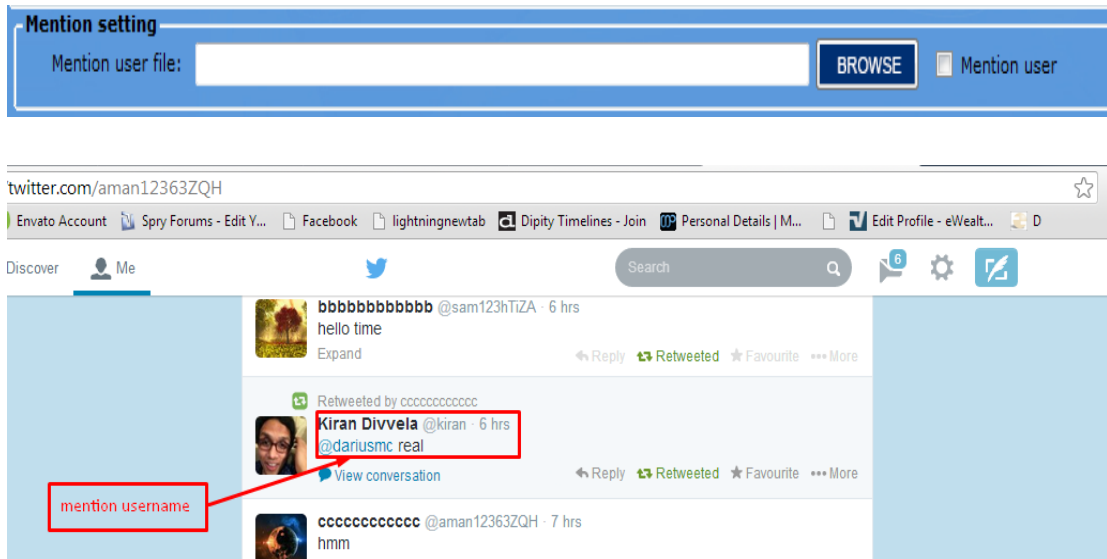 Mention setting
Mention user file: BROWSE Mention user
twitter.com/aman12363ZQH
Envato Account Spry Forums - Edit Y... Facebook lightningnewtab Dipity Timelines - Join Personal Details | M... Edit Profile - eWealt... D
Discover Me Search 6
bbbbbbbbbbbb @sam123hTiZA · 6 hrs
hello time
Expand Reply Retweeted Favourite ••• More
Retweeted by cccccccccccc
Kiran Divvela @kiran · 6 hrs
@dariusmc real
View conversation Reply Retweeted Favourite ••• More
mention username
cccccccccccc @aman12363ZQH · 7 hrs
hmm